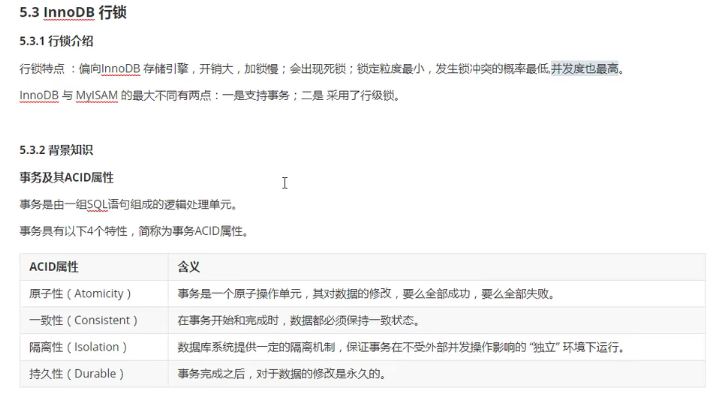 5.3 InnoDB 行锁
5.3.1 行锁介绍
行锁特点 ：偏向InnoDB 存储引擎，开销大，加锁慢；会出现死锁；锁定粒度最小，发生锁冲突的概率最低,并发度也最高。
InnoDB 与 MyISAM 的最大不同有两点：一是支持事务；二是 采用了行级锁。
5.3.2 背景知识
事务及其ACID属性
事务是由一组SQL语句组成的逻辑处理单元。
事务具有以下4个特性，简称为事务ACID属性。
ACID属性 含义
原子性（Atomicity） 事务是一个原子操作单元，其对数据的修改，要么全部成功，要么全部失败。
一致性（Consistent） 在事务开始和完成时，数据都必须保持一致状态。
隔离性（Isolation） 数据库系统提供一定的隔离机制，保证事务在不受外部并发操作影响的 “独立” 环境下运行。
持久性（Durable） 事务完成之后，对于数据的修改是永久的。